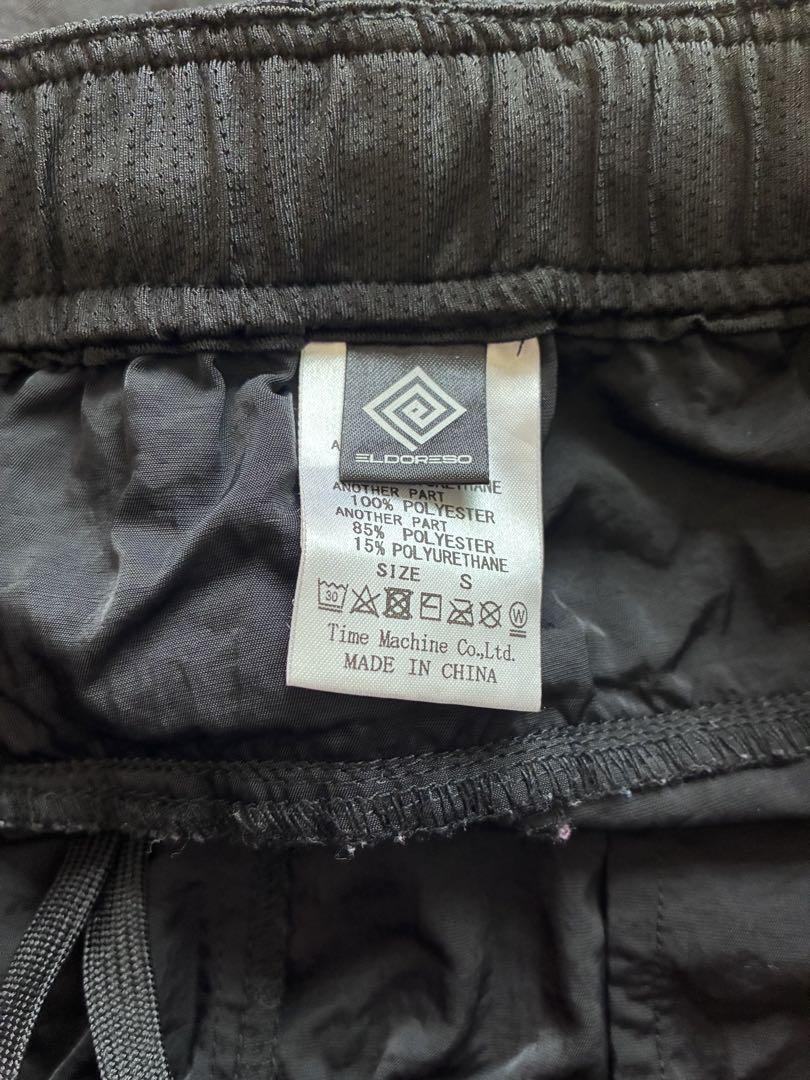 ELDORESO
ANOTHER PART
100% POLYESTER
ANOTHER PART
85% POLYESTER
15% POLYURETHANE
SIZE S
30
W
Time Machine Co.,Ltd.
MADE IN CHINA